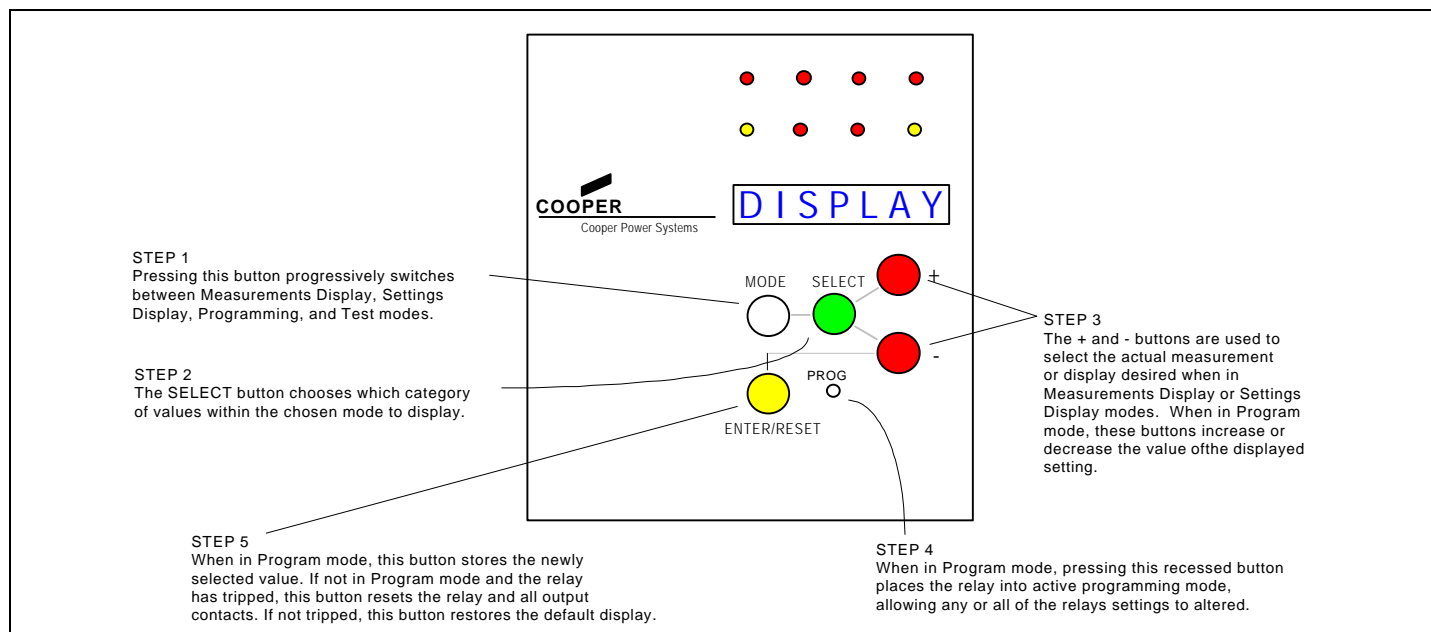 COOPER
Cooper Power Systems
DISPLAY
MODE
SELECT
+
-
PROG
ENTER/RESET
STEP 1
Pressing this button progressively switches
between Measurements Display, Settings
Display, Programming, and Test modes.
STEP 2
The SELECT button chooses which category
of values within the chosen mode to display.
STEP 3
The + and - buttons are used to
select the actual measurement
or display desired when in
Measurements Display or Settings
Display modes.  When in Program
mode, these buttons increase or
decrease the value ofthe displayed
setting.
STEP 5
When in Program mode, this button stores the newly
selected value. If not in Program mode and the relay
has tripped, this button resets the relay and all output
contacts. If not tripped, this button restores the default display.
STEP 4
When in Program mode, pressing this recessed button
places the relay into active programming mode,
allowing any or all of the relays settings to altered.